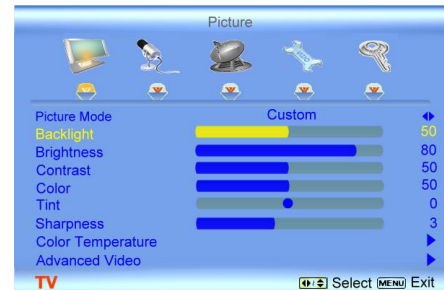 Picture
Picture Mode Custom
Backlight 50
Brightness 80
Contrast 50
Color 50
Tint 0
Sharpness 3
Color Temperature
Advanced Video
TV Select MENU Exit